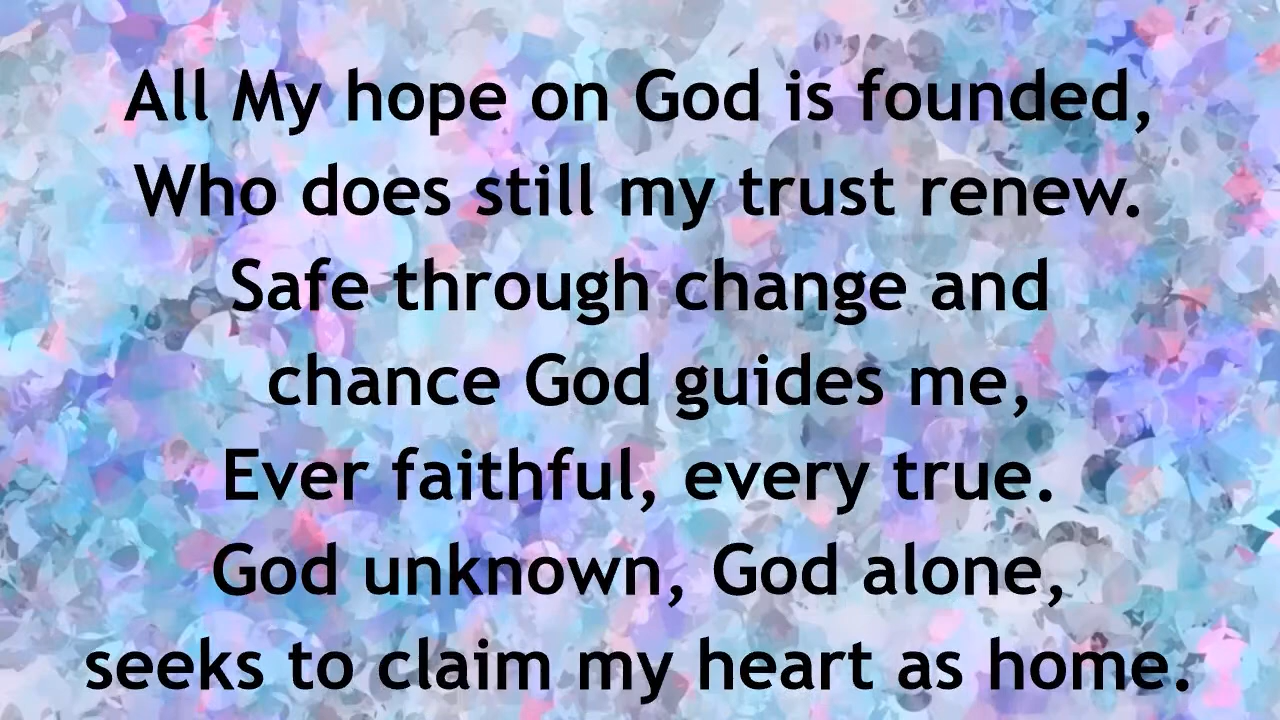 All My hope on God is founded,
Who does still my trust renew.
Safe through change and
chance God guides me,
Ever faithful, every true.
God unknown, God alone,
seeks to claim my heart as home.